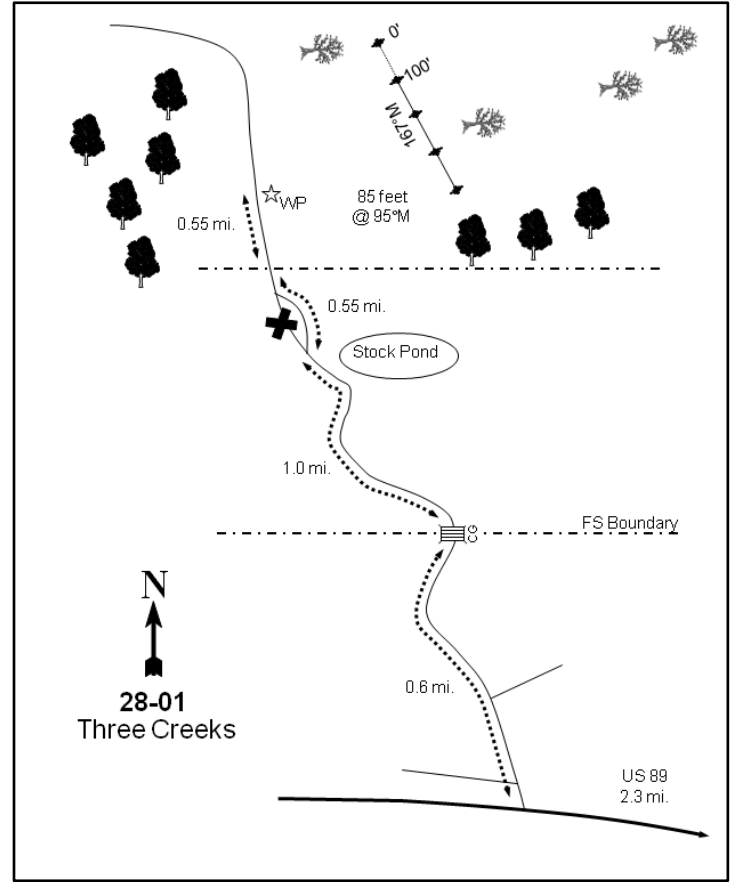 0'
100'
167°M
WP
85 feet
@ 95°M
0.55 mi.
0.55 mi.
Stock Pond
1.0 mi.
FS Boundary
CG
N
0.6 mi.
28-01
Three Creeks
US 89
2.3 mi.